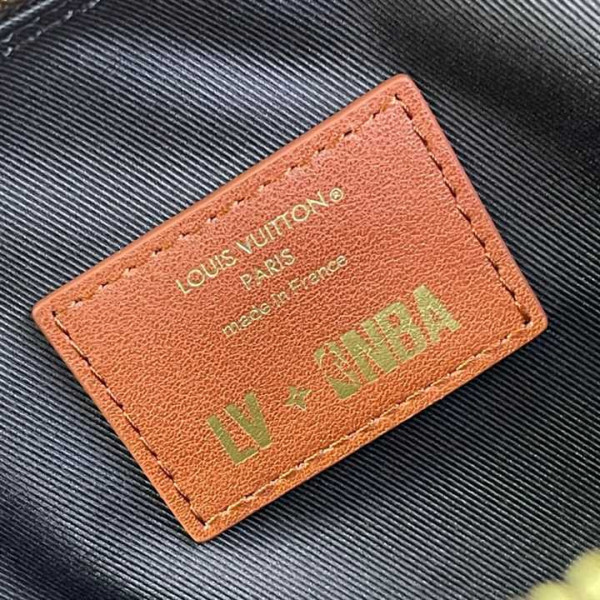 LOUIS VUITTON®
PARIS
made in France
LV NBA